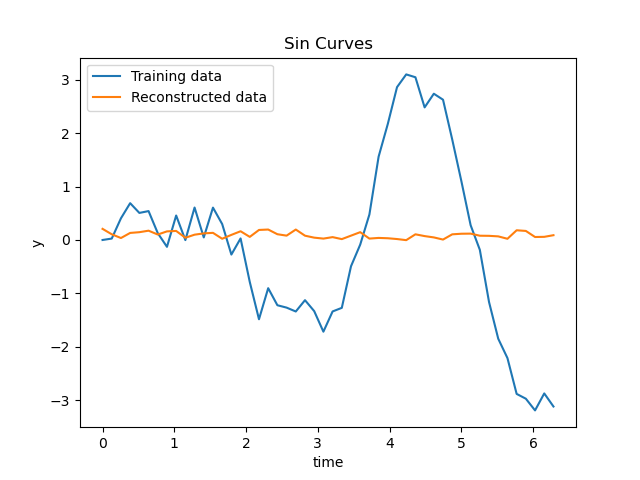 Sin Curves
Training data
Reconstructed data
3
2
1
0
−1
−2
−3
y
0 1 2 3 4 5 6
time